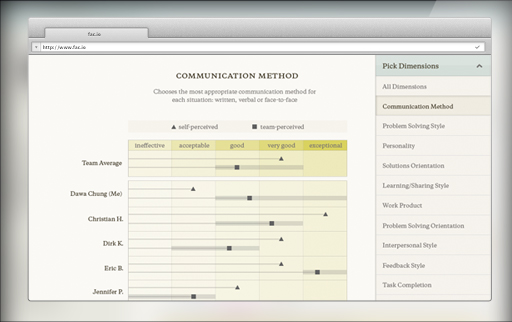 fas.io
http://www.fas.io
COMMUNICATION METHOD
Chooses the most appropriate communication method for
each situation: written, verbal or face-to-face
self-perceived
team-perceived
ineffective
acceptable
good
very good
exceptional
Team Average
Dawa Chung (Me)
Christian H.
Dirk K.
Eric B.
Jennifer P.
Pick Dimensions
All Dimensions
Communication Method
Problem Solving Style
Personality
Solutions Orientation
Learning/Sharing Style
Work Product
Problem Solving Orientation
Interpersonal Style
Feedback Style
Task Completion